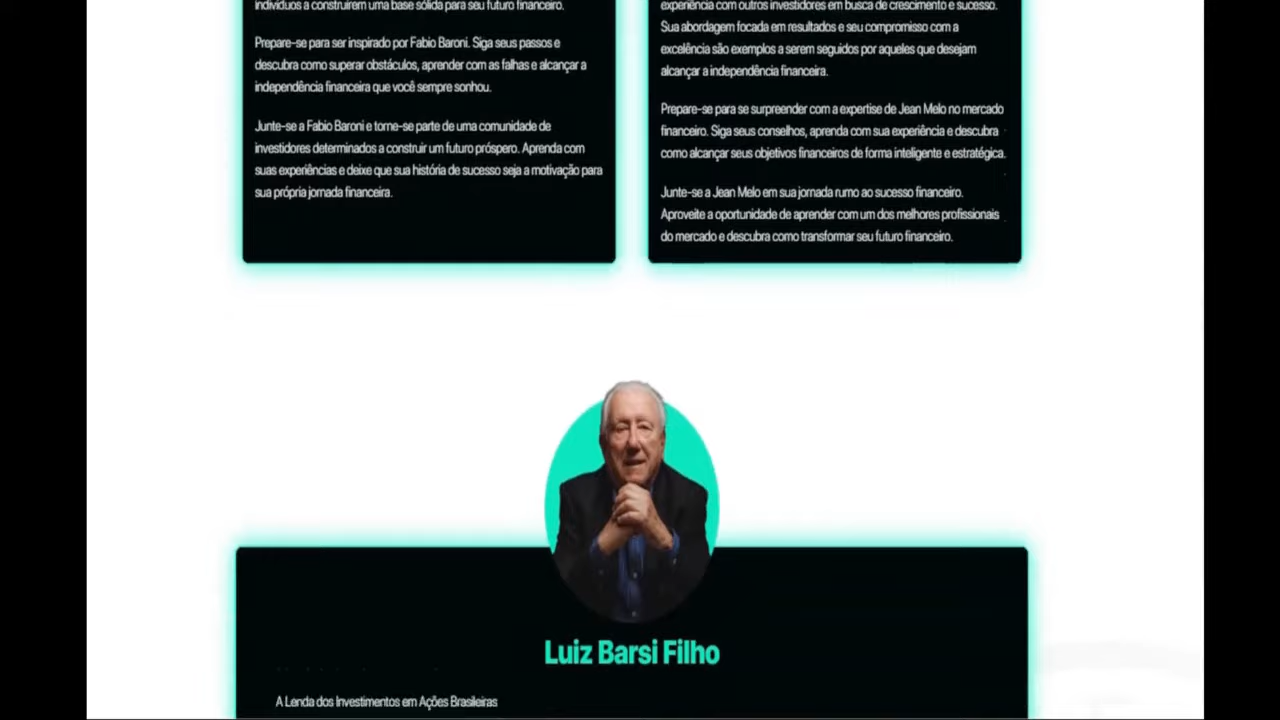 indivíduos a construírem uma base sólida para seu futuro financeiro.
Prepare-se para ser inspirado por Fabio Baroni. Siga seus passos e
descubra como superar obstáculos, aprender com as falhas e alcançar a
independência financeira que você sempre sonhou.
Junte-se a Fabio Baroni e torne-se parte de uma comunidade de
investidores determinados a construir um futuro próspero. Aprenda com
suas experiências e deixe que sua história de sucesso seja a motivação para
sua própria jornada financeira.
experiência com outros investidores em busca de crescimento e sucesso.
Sua abordagem focada em resultados e seu compromisso com a
excelência são exemplos a serem seguidos por aqueles que desejam
alcançar a independência financeira.
Prepare-se para se surpreender com a expertise de Jean Melo no mercado
financeiro. Siga seus conselhos, aprenda com sua experiência e descubra
como alcançar seus objetivos financeiros de forma inteligente e estratégica.
Junte-se a Jean Melo em sua jornada rumo ao sucesso financeiro.
Aproveite a oportunidade de aprender com um dos melhores profissionais
do mercado e descubra como transformar seu futuro financeiro.
Luiz Barsi Filho
A Lenda dos Investimentos em Ações Brasileiras